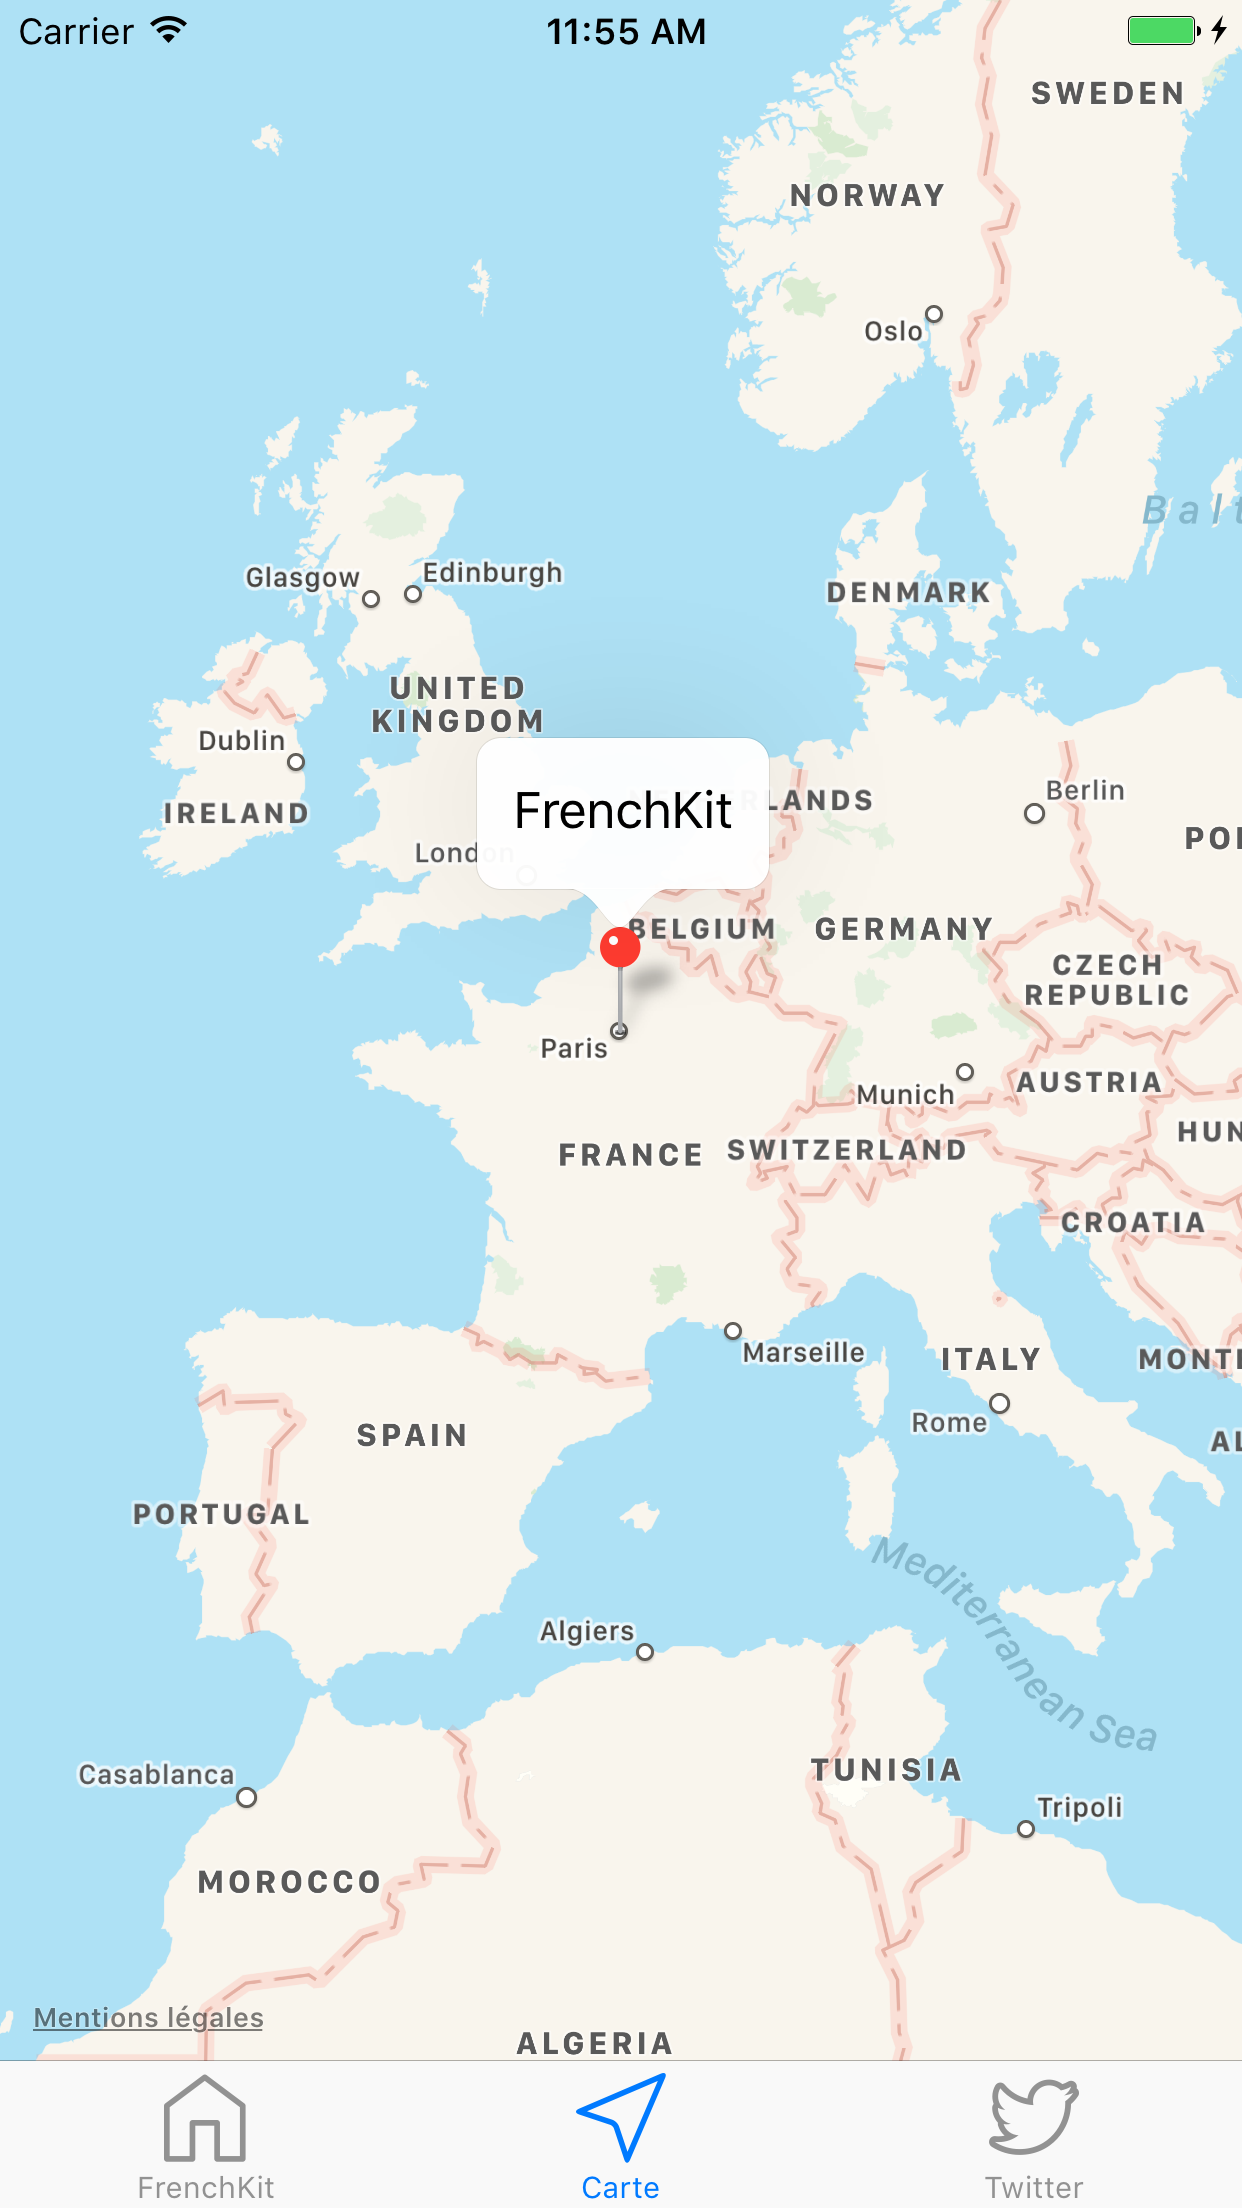 Carrier 11:55 AM
SWEDEN
NORWAY
Oslo
Balt
Glasgow
Edinburgh
DENMARK
UNITED
KINGDOM
Dublin
IRELAND
NETHERLANDS
FrenchKit
Berlin
London
POL
BELGIUM
GERMANY
CZECH
REPUBLIC
Paris
Munich
AUSTRIA
FRANCE
SWITZERLAND
HUN
CROATIA
Marseille
ITALY
MONT
Rome
SPAIN
AL
PORTUGAL
Mediterranean Sea
Algiers
Casablanca
TUNISIA
Tripoli
MOROCCO
Mentions légales
ALGERIA
FrenchKit
Carte
Twitter